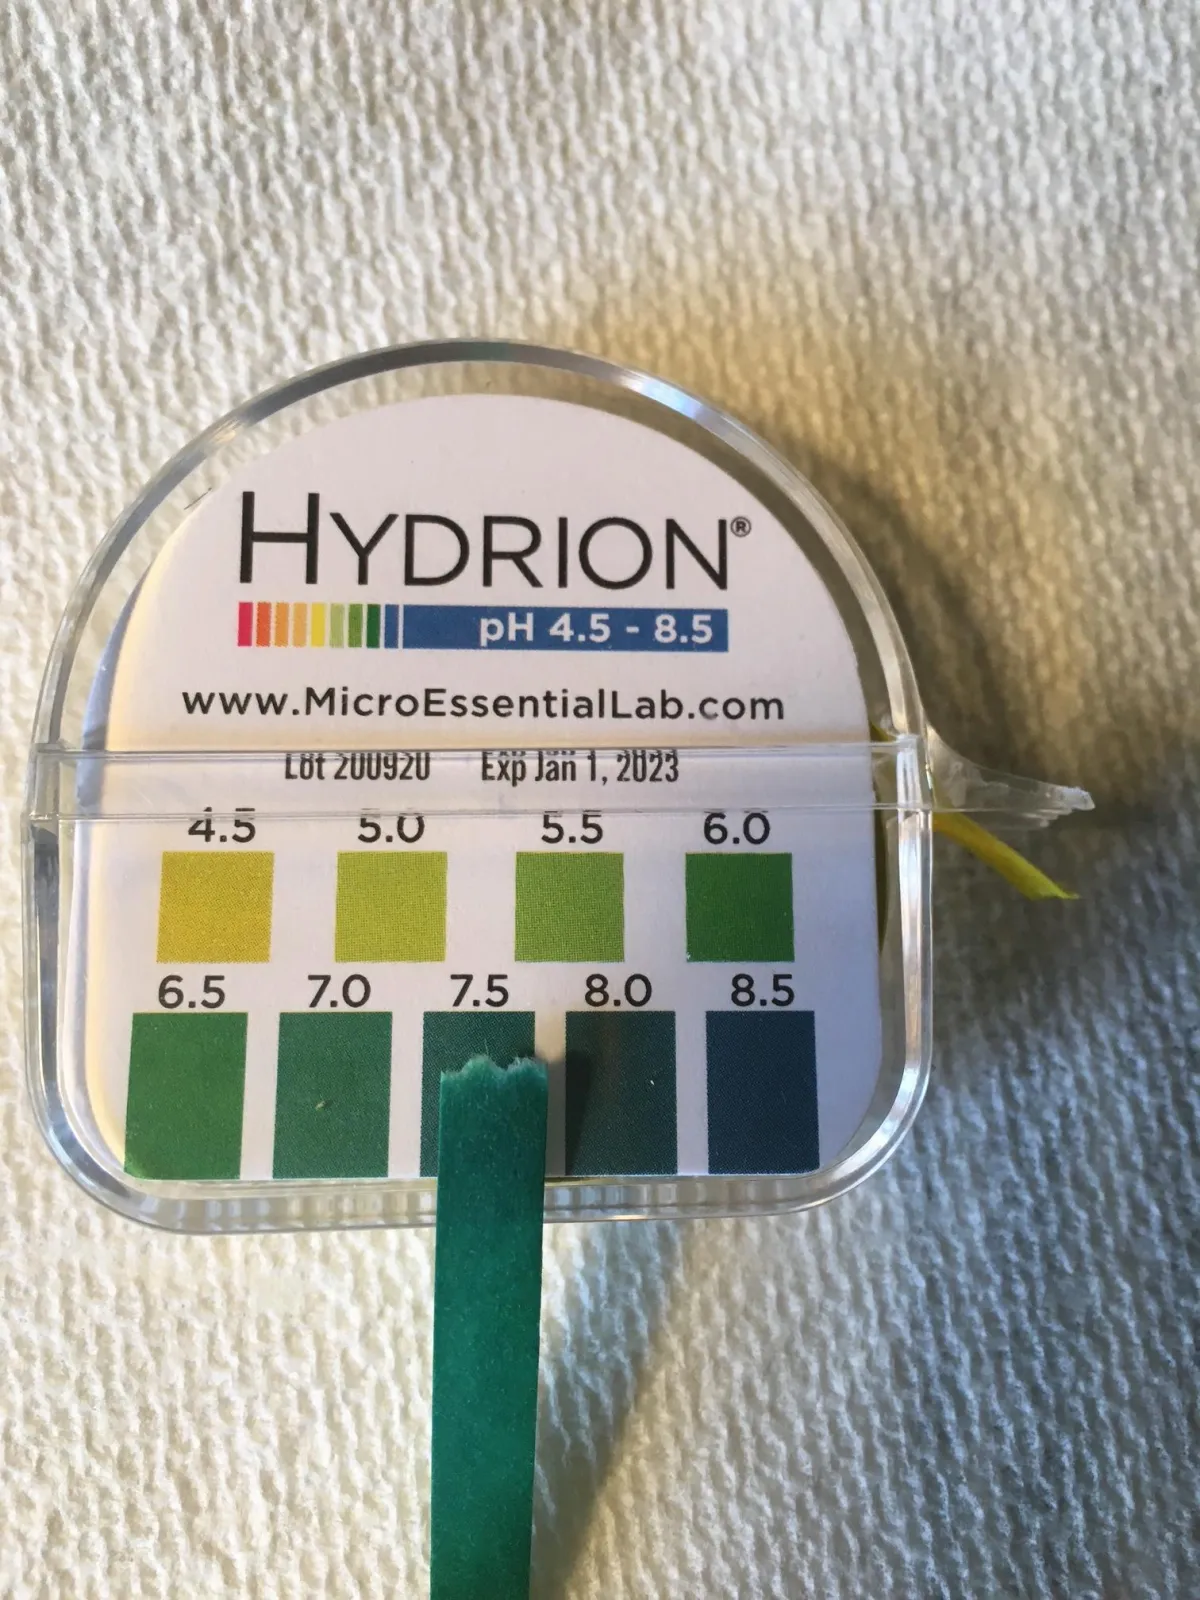 HYDRION®
pH 4.5 - 8.5
www.MicroEssentialLab.com
Lot 200920 Exp Jan 1, 2023
4.5 5.0 5.5 6.0
6.5 7.0 7.5 8.0 8.5